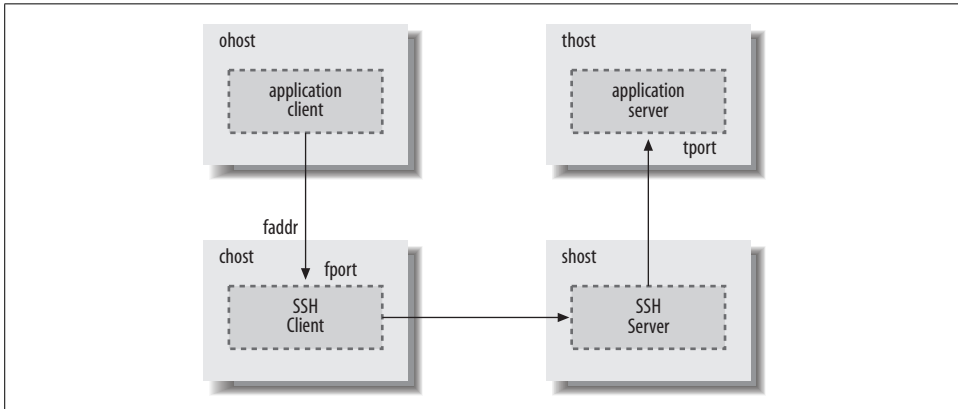 ohost
application
client
thost
application
server
tport
faddr
chost
fport
SSH
Client
shost
SSH
Server